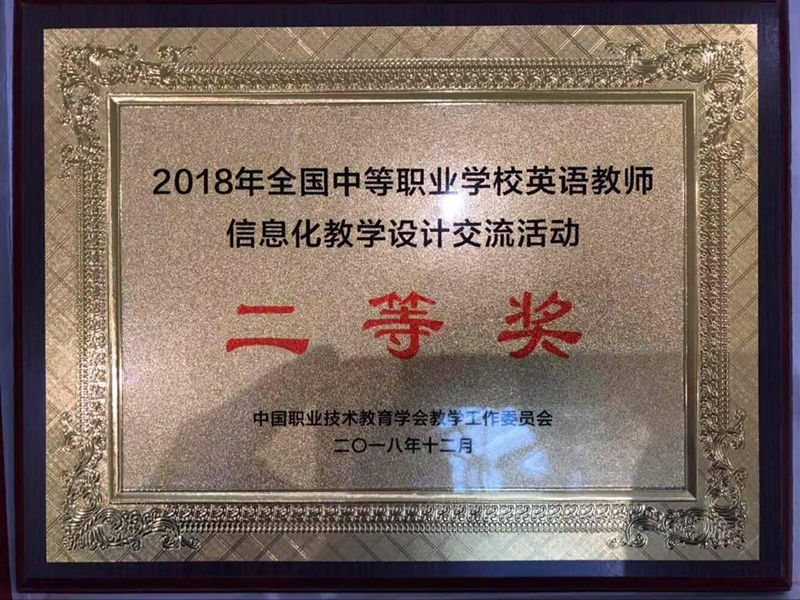 2018年全国中等职业学校英语教师
信息化教学设计交流活动
二等奖
中国职业技术教育学会教学工作委员会
二〇一八年十二月